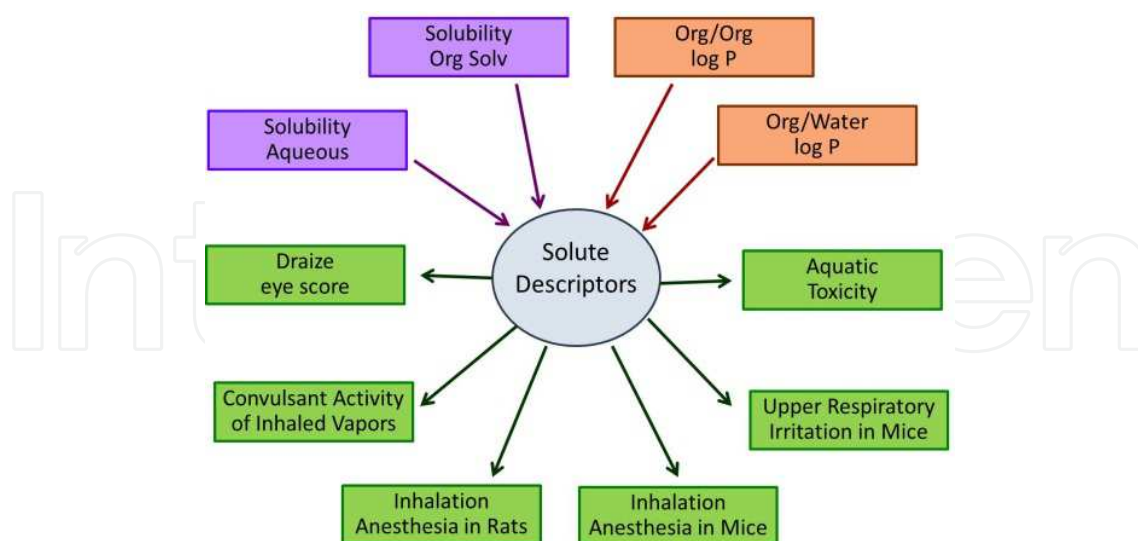 Solubility
Org Solv
Org/Org
log P
Solubility
Aqueous
Org/Water
log P
Solute
Descriptors
Draize
eye score
Aquatic
Toxicity
Convulsant Activity
of Inhaled Vapors
Upper Respiratory
Irritation in Mice
Inhalation
Anesthesia in Rats
Inhalation
Anesthesia in Mice